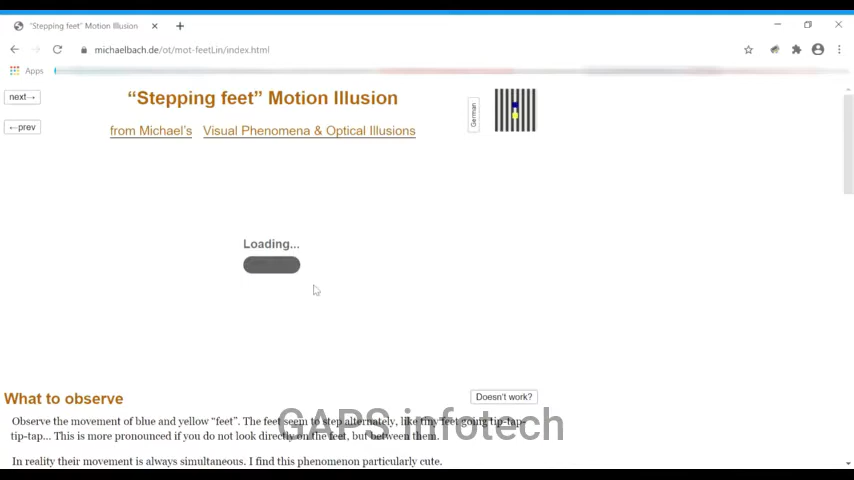 "Stepping feet" Motion Illusion
michaelbach.de/ot/mot-feetLin/index.html
Apps
next→
"Stepping feet" Motion Illusion
German
←prev
from Michael's Visual Phenomena & Optical Illusions
Loading...
What to observe
Doesn't work?
Observe the movement of blue and yellow "feet". The feet seem to step alternately, like tiny feet going tip-tap-
tip-tap... This is more pronounced if you do not look directly on the feet, but between them.
GAPS infotech
In reality their movement is always simultaneous. I find this phenomenon particularly cute.